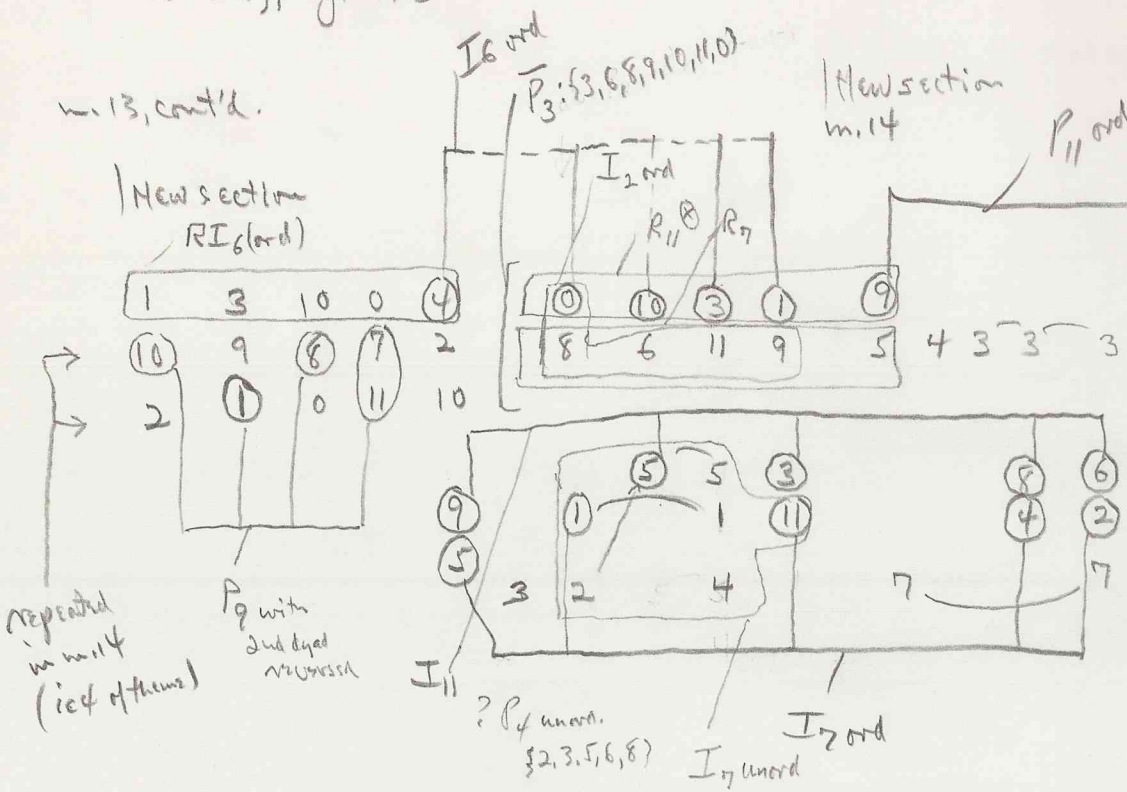 I6 ord
P3: {3,6,8,9,10,11,0}
m.13, cont'd.
New section
m.14
P11 ord
I2 ord
New section
RI6(ord)
R11 ⊗ R7
1 3 10 0 4
0 10 3 1 9
10 9 8 7 2
8 6 11 9 5 4 3 3 3
2 1 0 11 10
5 5 3 8 6
9 1 1 11 4 2
5
3 2 4 7 7
repeated
in m.14
(ic4 of theme)
P9 with
2nd dyad
reversed
I11
? P4 unord.
{2,3,5,6,8}
I7 unord
I7 ord